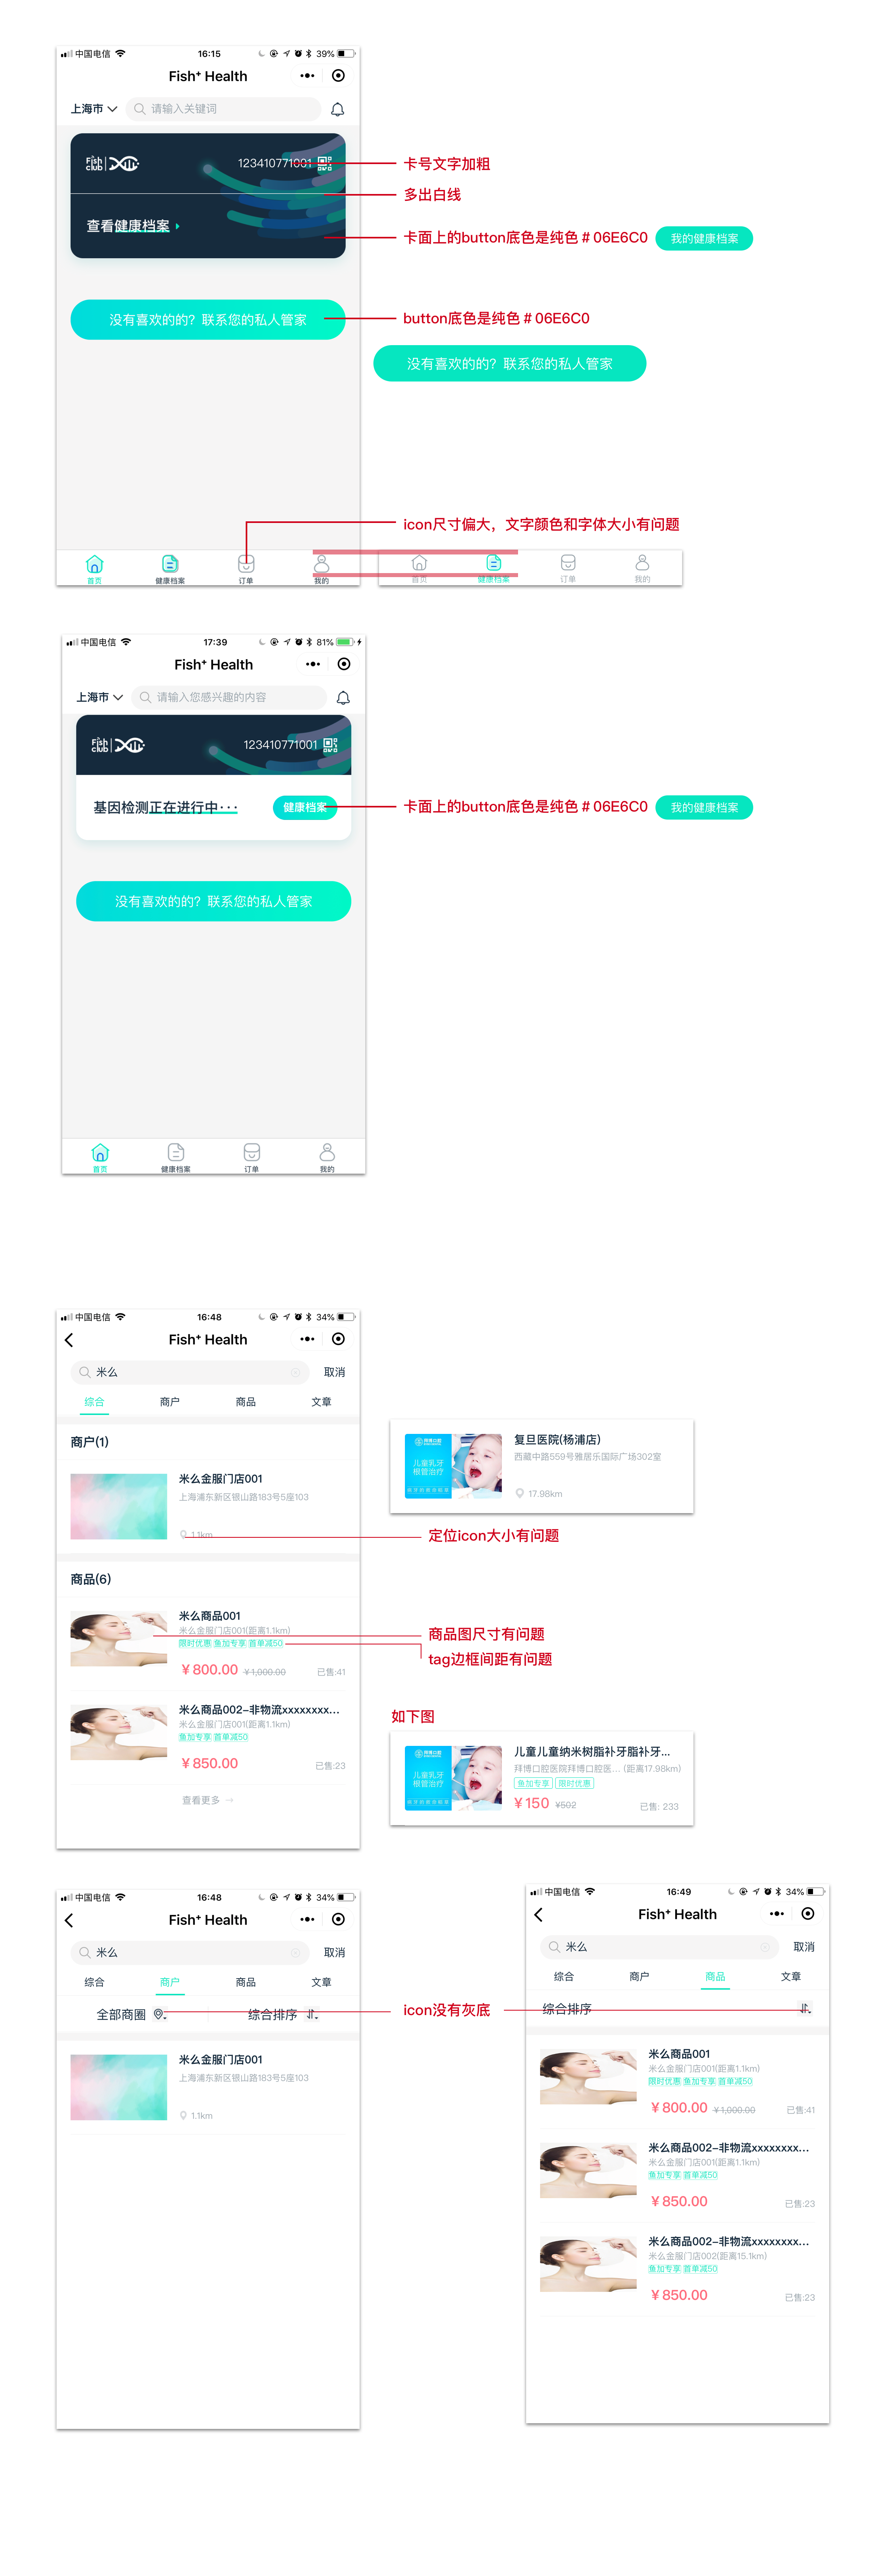 中国电信 16:15 39%
Fish⁺ Health
上海市 请输入关键词
Fish club 123410771001
卡号文字加粗
多出白线
查看健康档案
卡面上的button底色是纯色 # 06E6C0 我的健康档案
没有喜欢的的？联系您的私人管家
button底色是纯色 # 06E6C0
没有喜欢的的？联系您的私人管家
icon尺寸偏大，文字颜色和字体大小有问题
首页 健康档案 订单 我的
首页 健康档案 订单 我的
中国电信 17:39 81%
Fish⁺ Health
上海市 请输入您感兴趣的内容
Fish club 123410771001
基因检测正在进行中···
健康档案
卡面上的button底色是纯色 # 06E6C0 我的健康档案
没有喜欢的的？联系您的私人管家
首页 健康档案 订单 我的
中国电信 16:48 34%
Fish⁺ Health
米么 取消
综合 商户 商品 文章
商户(1)
米么金服门店001
上海浦东新区银山路183号5座103
1.1km
博博口腔
儿童乳牙
根管治疗
复旦医院(杨浦店)
西藏中路559号雅居乐国际广场302室
17.98km
定位icon大小有问题
商品(6)
米么商品001
米么金服门店001(距离1.1km)
限时优惠 鱼加专享 首单减50
¥ 800.00 ¥1,000.00 已售:41
商品图尺寸有问题
tag边框间距有问题
米么商品002-非物流xxxxxxxx...
米么金服门店001(距离1.1km)
鱼加专享 首单减50
¥ 850.00 已售:23
查看更多
如下图
儿童乳牙
根管治疗
儿童儿童纳米树脂补牙脂补牙...
拜博口腔医院拜博口腔医... (距离17.98km)
鱼加专享 限时优惠
¥ 150 ¥502 已售: 233
中国电信 16:48 34%
Fish⁺ Health
米么 取消
综合 商户 商品 文章
全部商圈 综合排序
米么金服门店001
上海浦东新区银山路183号5座103
1.1km
icon没有灰底
中国电信 16:49 34%
Fish⁺ Health
米么 取消
综合 商户 商品 文章
综合排序
米么商品001
米么金服门店001(距离1.1km)
限时优惠 鱼加专享 首单减50
¥ 800.00 ¥1,000.00 已售:41
米么商品002-非物流xxxxxxxx...
米么金服门店001(距离1.1km)
鱼加专享 首单减50
¥ 850.00 已售:23
米么商品002-非物流xxxxxxxx...
米么金服门店002(距离15.1km)
鱼加专享 首单减50
¥ 850.00 已售:23